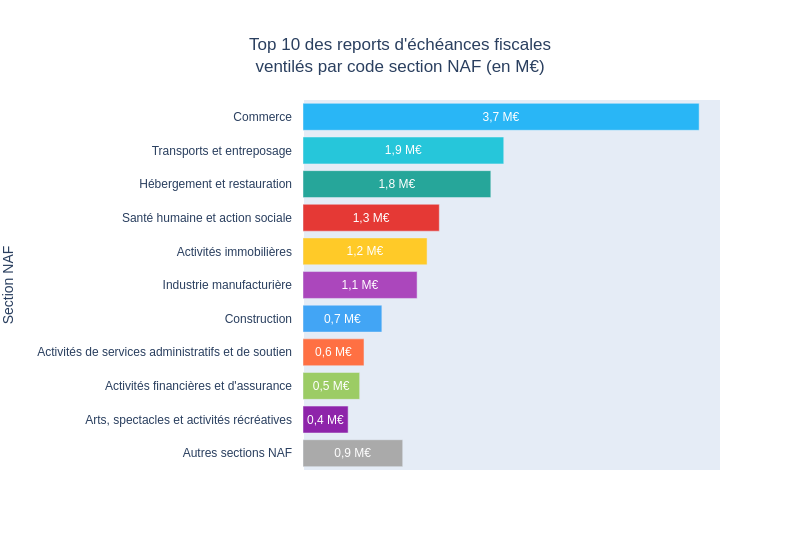 Top 10 des reports d'échéances fiscales
ventilés par code section NAF (en M€)
Commerce 3,7 M€
Transports et entreposage 1,9 M€
Hébergement et restauration 1,8 M€
Santé humaine et action sociale 1,3 M€
Activités immobilières 1,2 M€
Industrie manufacturière 1,1 M€
Construction 0,7 M€
Activités de services administratifs et de soutien 0,6 M€
Activités financières et d'assurance 0,5 M€
Arts, spectacles et activités récréatives 0,4 M€
Autres sections NAF 0,9 M€
Section NAF